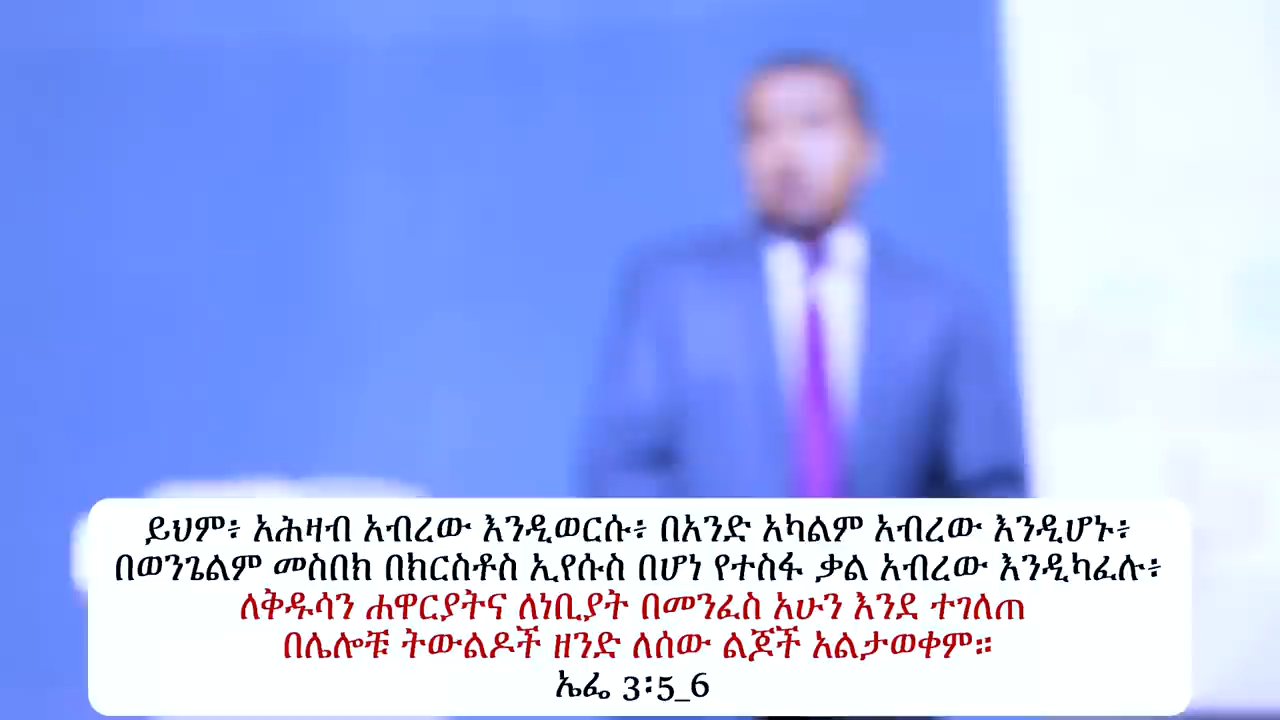 ይህም፥ አሕዛብ አብረው እንዲወርሱ፥ በአንድ አካልም አብረው እንዲሆኑ፥
በወንጌልም መስበክ በክርስቶስ ኢየሱስ በሆነ የተስፋ ቃል አብረው እንዲካፈሉ፥
ለቅዱሳን ሐዋርያትና ለነቢያት በመንፈስ አሁን እንደ ተገለጠ
በሌሎቹ ትውልዶች ዘንድ ለሰው ልጆች አልታወቀም።
ኤፌ 3፡5_6